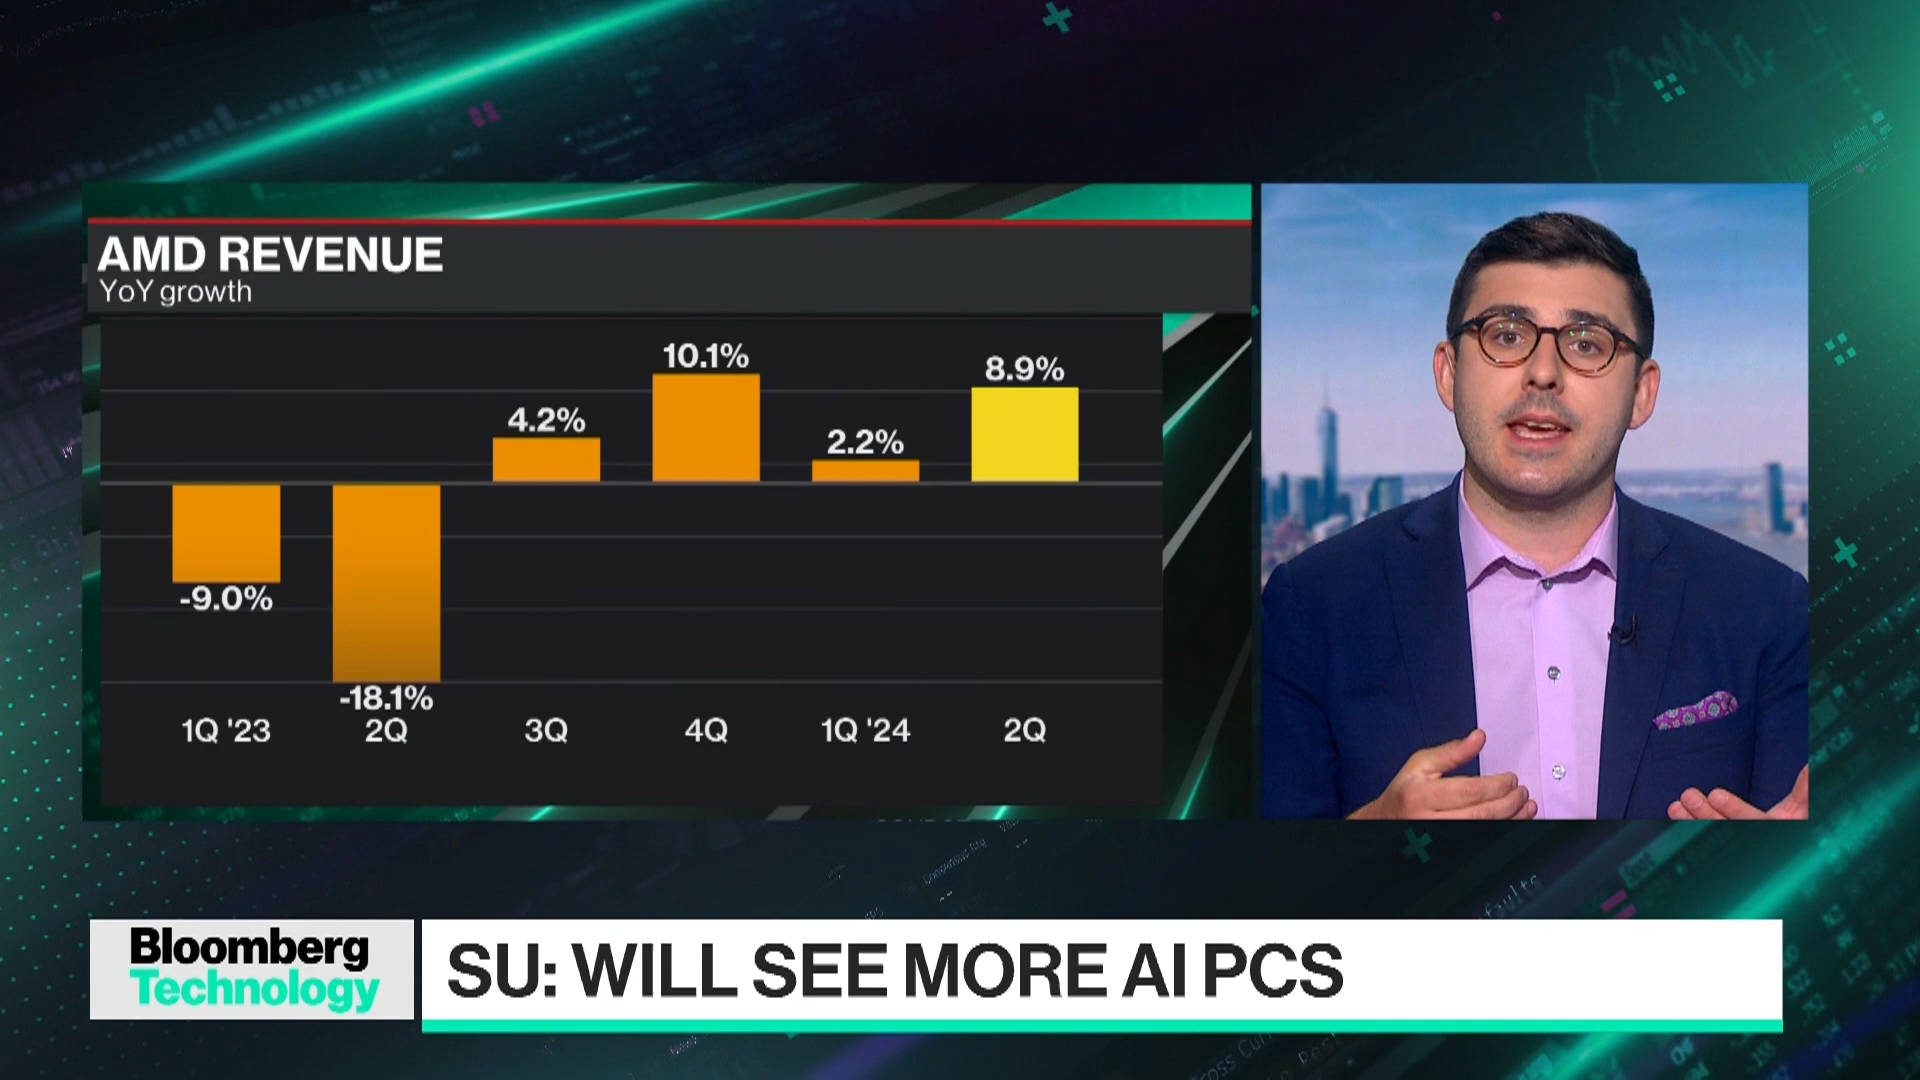 AMD REVENUE
YoY growth
10.1%
8.9%
4.2%
2.2%
-9.0%
-18.1%
1Q '23 2Q 3Q 4Q 1Q '24 2Q
Bloomberg
Technology
SU: WILL SEE MORE AI PCS